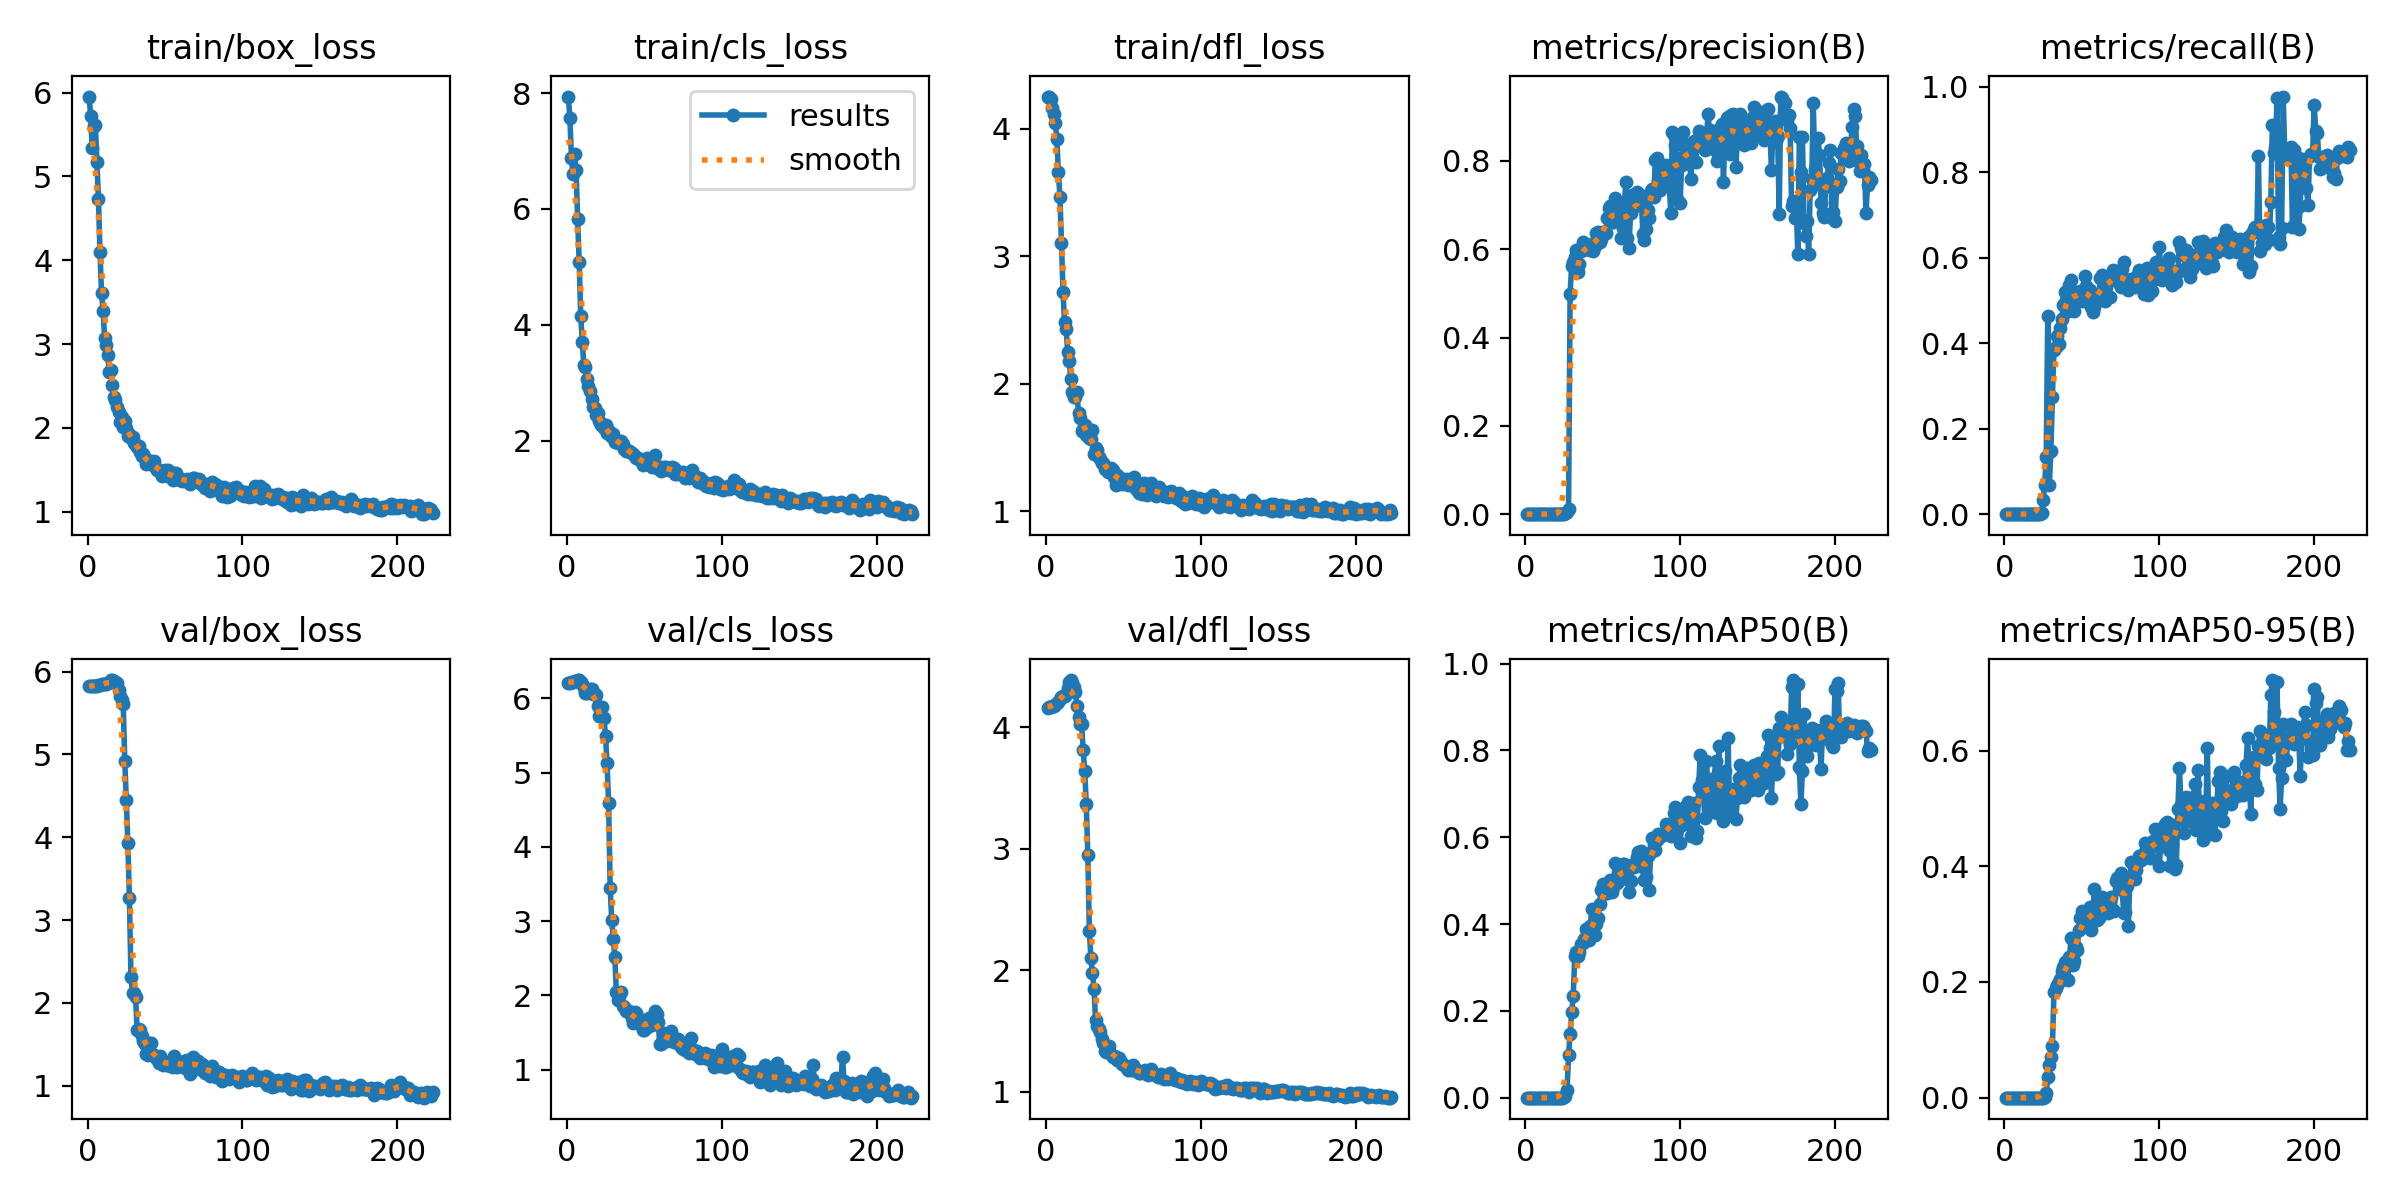 train/box_loss
6
5
4
3
2
1
0 100 200
train/cls_loss
results
smooth
8
6
4
2
0 100 200
train/dfl_loss
4
3
2
1
0 100 200
metrics/precision(B)
0.8
0.6
0.4
0.2
0.0
0 100 200
metrics/recall(B)
1.0
0.8
0.6
0.4
0.2
0.0
0 100 200
val/box_loss
6
5
4
3
2
1
0 100 200
val/cls_loss
6
5
4
3
2
1
0 100 200
val/dfl_loss
4
3
2
1
0 100 200
metrics/mAP50(B)
1.0
0.8
0.6
0.4
0.2
0.0
0 100 200
metrics/mAP50-95(B)
0.6
0.4
0.2
0.0
0 100 200